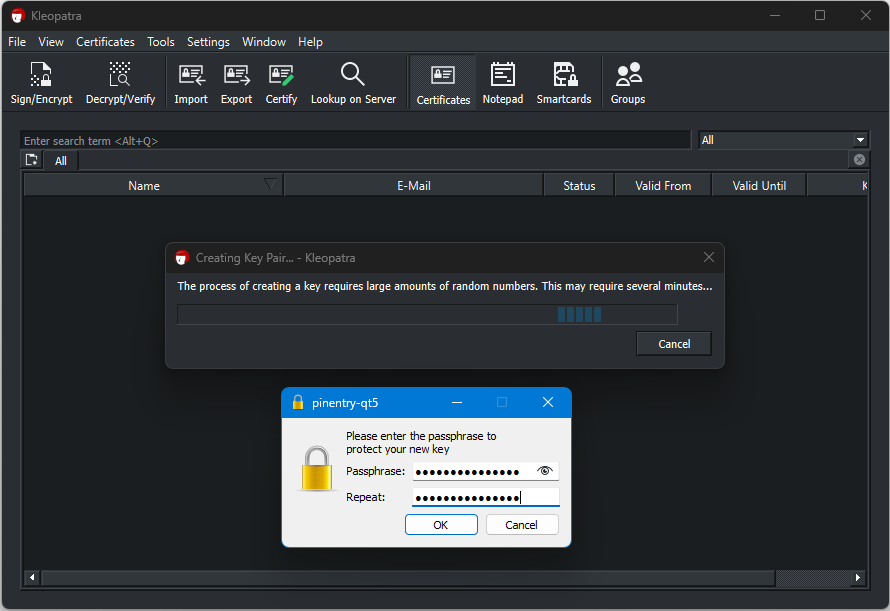 Kleopatra
File View Certificates Tools Settings Window Help
Sign/Encrypt Decrypt/Verify Import Export Certify Lookup on Server Certificates Notepad Smartcards Groups
Enter search term <Alt+Q> All
All
Name E-Mail Status Valid From Valid Until K
Creating Key Pair... - Kleopatra
The process of creating a key requires large amounts of random numbers. This may require several minutes...
Cancel
pinentry-qt5
Please enter the passphrase to
protect your new key
Passphrase: ●●●●●●●●●●●●●●●
Repeat: ●●●●●●●●●●●●●●●
OK Cancel